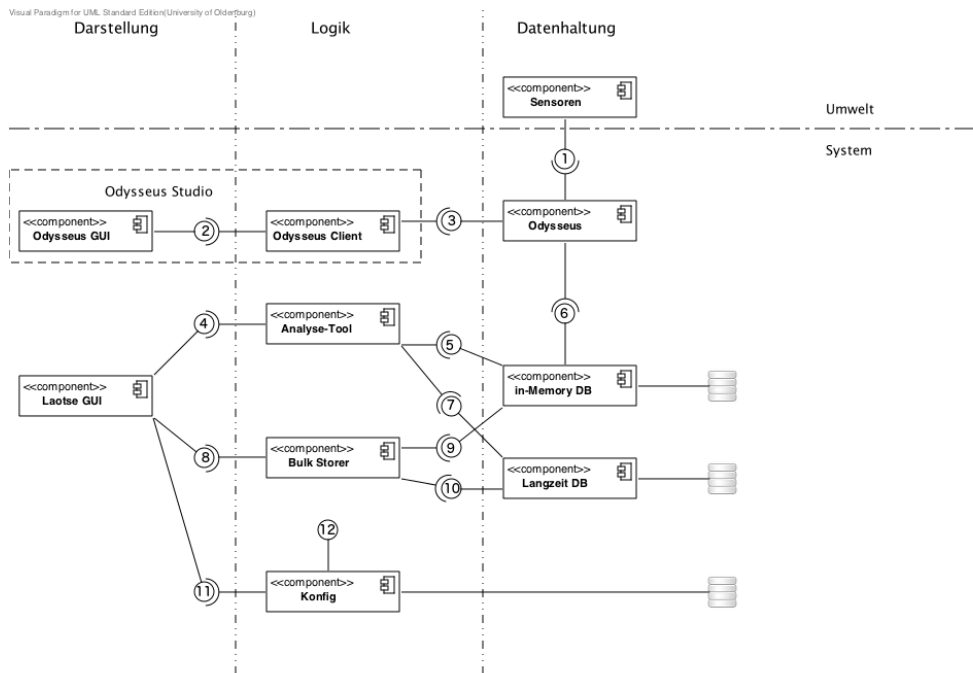 Visual Paradigm for UML Standard Edition(University of Oldenburg)
Darstellung
Logik
Datenhaltung
<<component>>
Sensoren
Umwelt
System
1
Odysseus Studio
<<component>>
Odysseus GUI
2
<<component>>
Odysseus Client
3
<<component>>
Odysseus
6
4
<<component>>
Analyse-Tool
5
<<component>>
Laotse GUI
7
<<component>>
in-Memory DB
8
<<component>>
Bulk Storer
9
10
<<component>>
Langzeit DB
12
11
<<component>>
Konfig